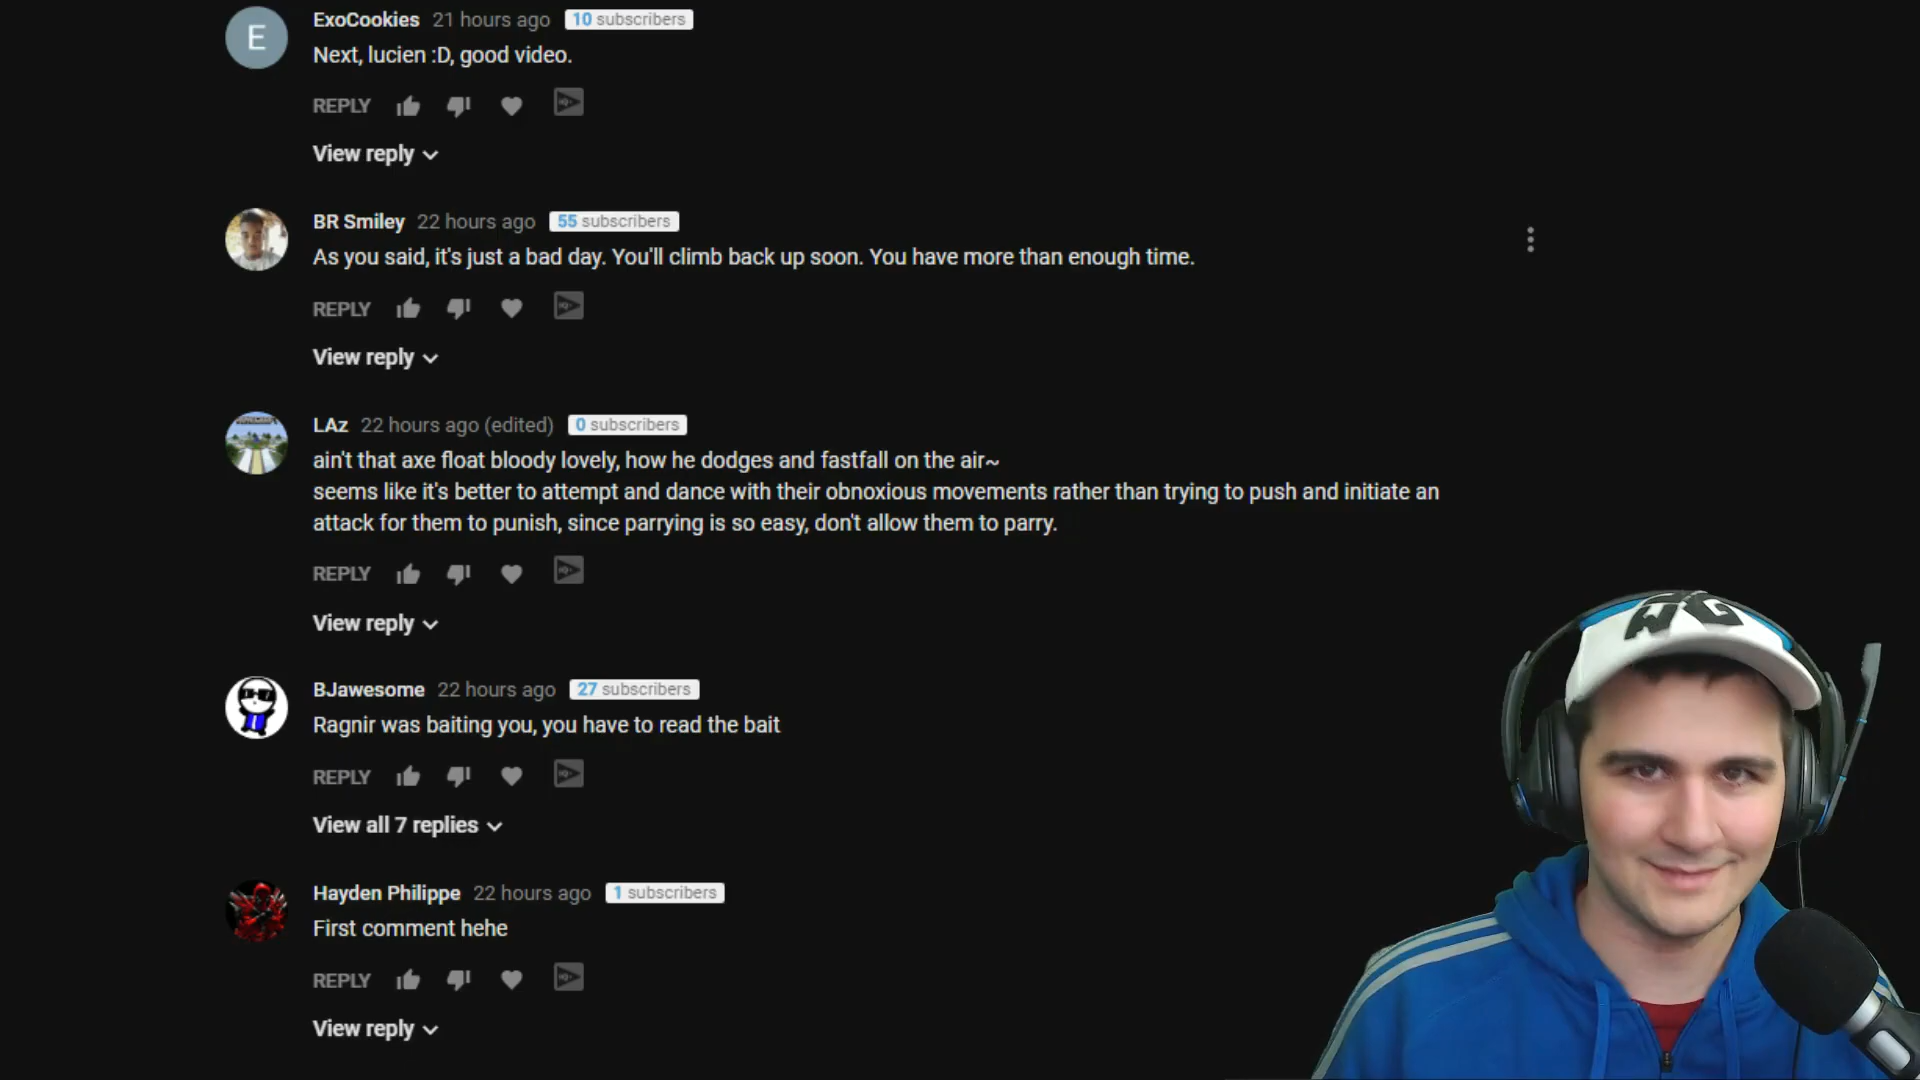 E
ExoCookies 21 hours ago 10 subscribers
Next, lucien :D, good video.
REPLY
View reply
BR Smiley 22 hours ago 55 subscribers
As you said, it's just a bad day. You'll climb back up soon. You have more than enough time.
REPLY
View reply
LAz 22 hours ago (edited) 0 subscribers
ain't that axe float bloody lovely, how he dodges and fastfall on the air~
seems like it's better to attempt and dance with their obnoxious movements rather than trying to push and initiate an
attack for them to punish, since parrying is so easy, don't allow them to parry.
REPLY
View reply
BJawesome 22 hours ago 27 subscribers
Ragnir was baiting you, you have to read the bait
REPLY
View all 7 replies
Hayden Philippe 22 hours ago 1 subscribers
First comment hehe
REPLY
View reply